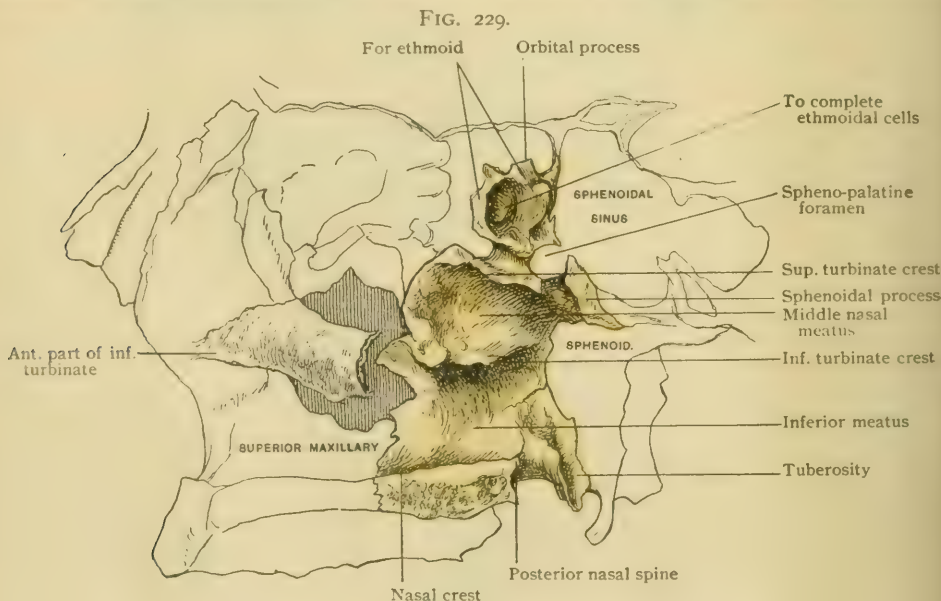 FIG. 229.
For ethmoid
Orbital process
To complete
ethmoidal cells
SPHENOIDAL
SINUS
Spheno-palatine
foramen
Sup. turbinate crest
Sphenoidal process
Middle nasal
meatus
SPHENOID.
Ant. part of inf.
turbinate
Inf. turbinate crest
Inferior meatus
SUPERIOR MAXILLARY
Tuberosity
Posterior nasal spine
Nasal crest